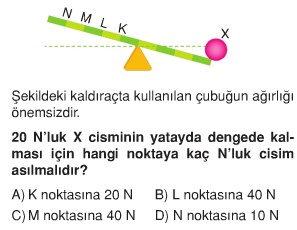 N M L K X
Şekildeki kaldıraçta kullanılan çubuğun ağırlığı
önemsizdir.
20 N'luk X cisminin yatayda dengede kal-
ması için hangi noktaya kaç N'luk cisim
asılmalıdır?
A) K noktasına 20 N B) L noktasına 40 N
C) M noktasına 40 N D) N noktasına 10 N